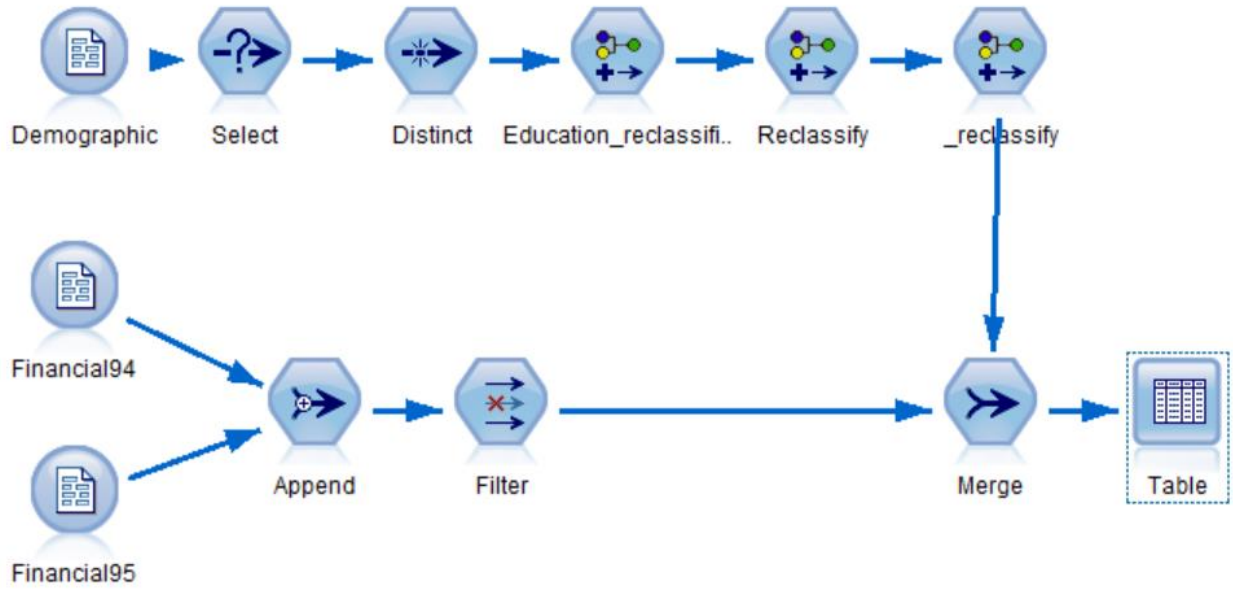 Demographic
Select
Distinct
Education_reclassifi..
Reclassify
_reclassify
Financial94
Append
Filter
Merge
Table
Financial95